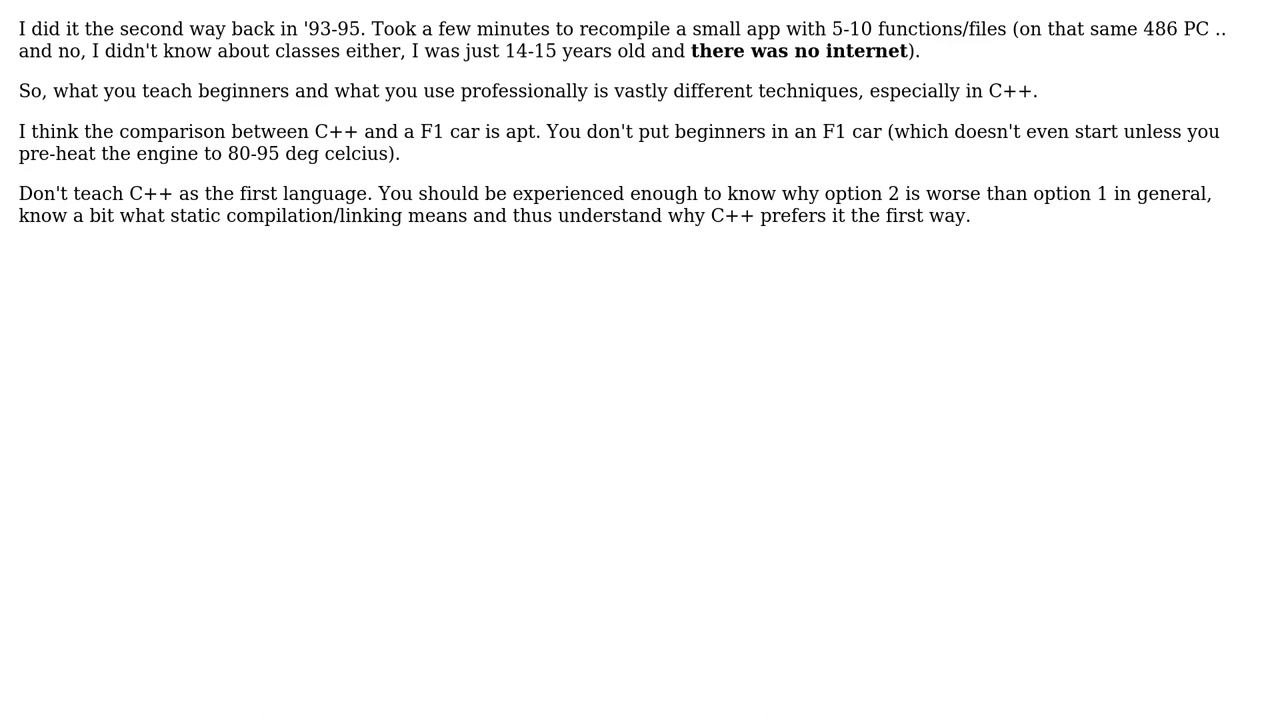 I did it the second way back in '93-95. Took a few minutes to recompile a small app with 5-10 functions/files (on that same 486 PC ..
and no, I didn't know about classes either, I was just 14-15 years old and there was no internet).
So, what you teach beginners and what you use professionally is vastly different techniques, especially in C++.
I think the comparison between C++ and a F1 car is apt. You don't put beginners in an F1 car (which doesn't even start unless you
pre-heat the engine to 80-95 deg celcius).
Don't teach C++ as the first language. You should be experienced enough to know why option 2 is worse than option 1 in general,
know a bit what static compilation/linking means and thus understand why C++ prefers it the first way.